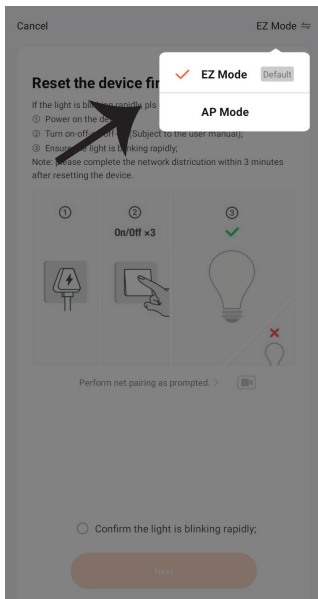 Cancel
EZ Mode
EZ Mode Default
AP Mode
Reset the device fir
If the light is blinking rapidly pls
① Power on the de
② Turn on-off (Subject to the user manual);
③ Ensure the light is blinking rapidly;
Note: please complete the network districution within 3 minutes
after resetting the device.
① ② ③
On/Off ×3
Perform net pairing as prompted. >
Confirm the light is blinking rapidly;
Next